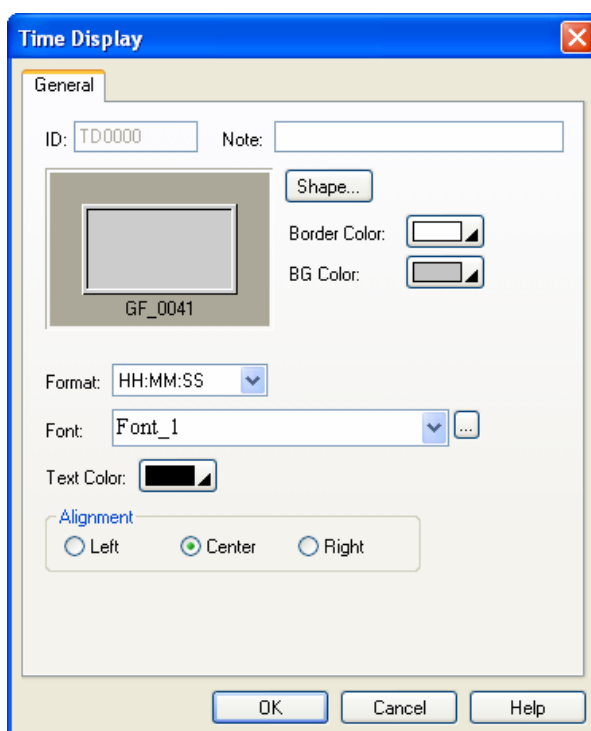 Time Display
General
ID: TD0000 Note:
Shape...
Border Color:
BG Color:
GF_0041
Format: HH:MM:SS
Font: Font_1 ...
Text Color:
Alignment
Left Center Right
OK Cancel Help